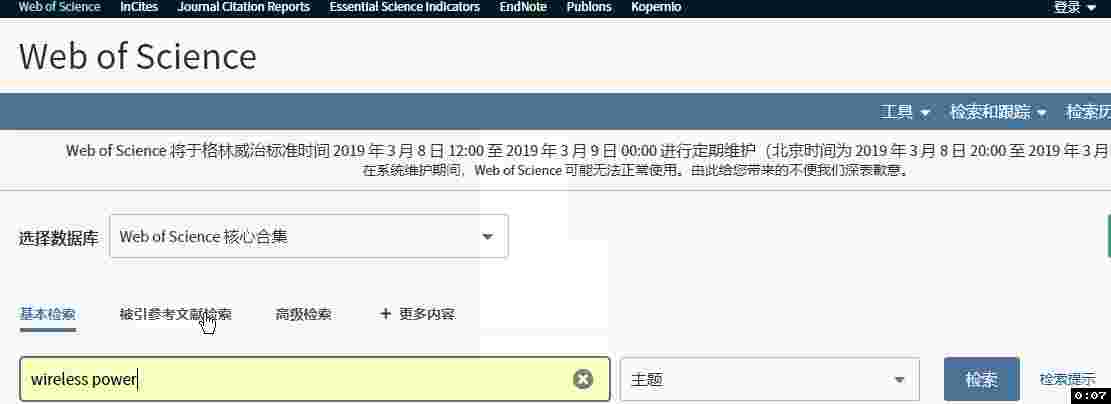 Web of Science InCites Journal Citation Reports Essential Science Indicators EndNote Publons Kopernio 登录
Web of Science
工具 检索和跟踪 检索历
Web of Science 将于格林威治标准时间 2019 年 3 月 8 日 12:00 至 2019 年 3 月 9 日 00:00 进行定期维护（北京时间为 2019 年 3 月 8 日 20:00 至 2019 年 3 月
在系统维护期间，Web of Science 可能无法正常使用。由此给您带来的不便我们深表歉意。
选择数据库 Web of Science 核心合集
基本检索 被引参考文献检索 高级检索 + 更多内容
wireless power 主题 检索 检索提示
0:07